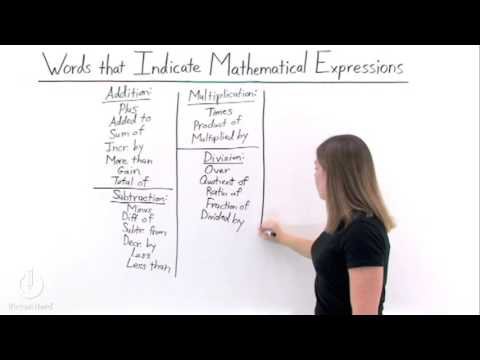 Words that Indicate Mathematical Expressions
Addition:
Plus
Added to
Sum of
Incr. by
More than
Gain
Total of
Subtraction:
Minus
Diff of
Subtr. from
Decr. by
Less
Less than
Multiplication:
Times
Product of
Multiplied by
Division:
Over
Quotient of
Ratio of
Fraction of
Divided by